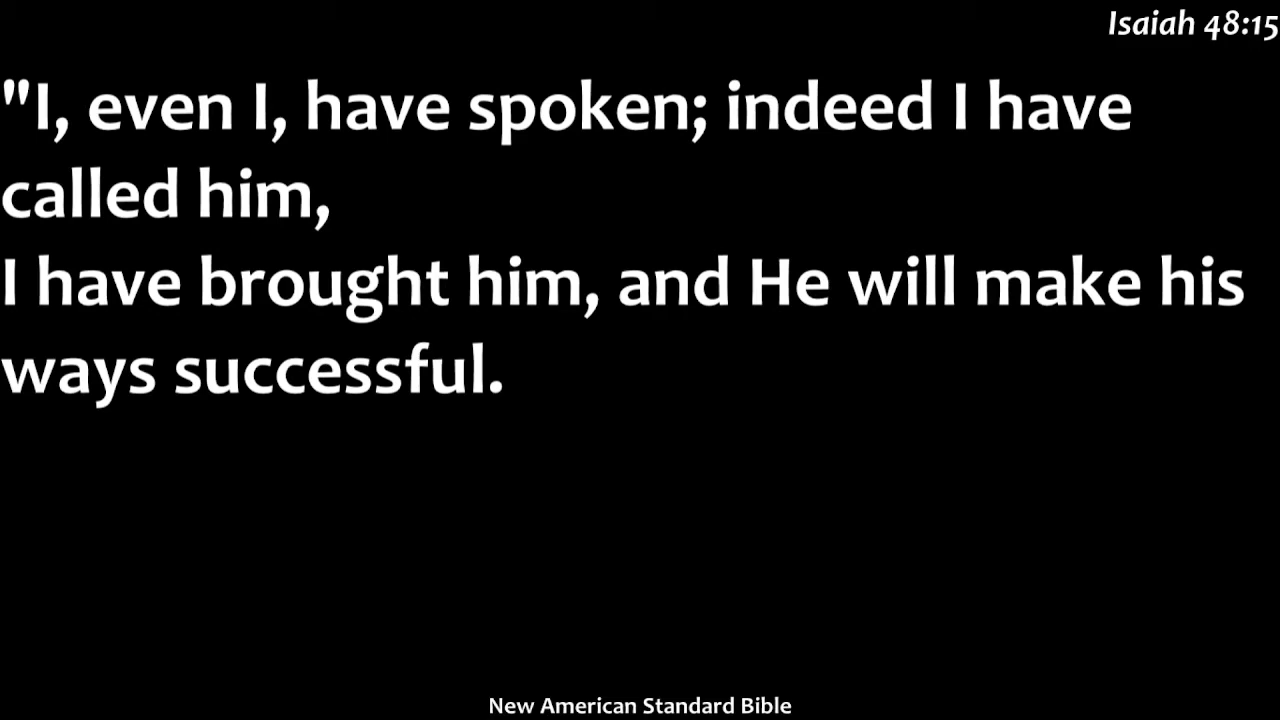 Isaiah 48:15
"I, even I, have spoken; indeed I have
called him,
I have brought him, and He will make his
ways successful.
New American Standard Bible